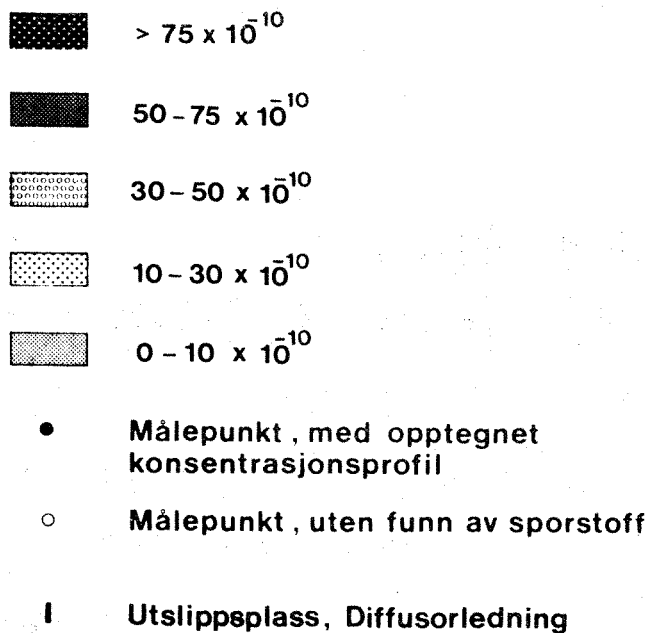 > 75 x 10⁻¹⁰
50 – 75 x 10⁻¹⁰
30 – 50 x 10⁻¹⁰
10 – 30 x 10⁻¹⁰
0 – 10 x 10⁻¹⁰
Målepunkt , med opptegnet
konsentrasjonsprofil
Målepunkt , uten funn av sporstoff
Utslippsplass, Diffusorledning